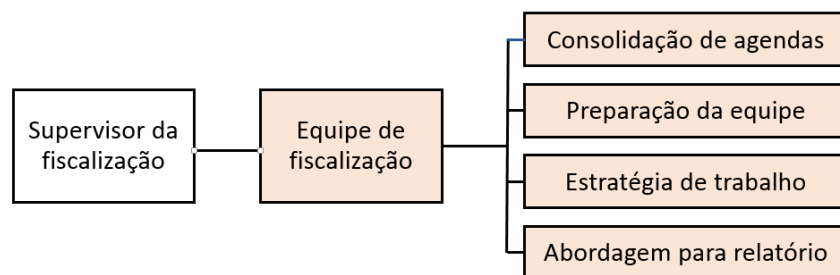 Supervisor da
fiscalização
Equipe de
fiscalização
Consolidação de agendas
Preparação da equipe
Estratégia de trabalho
Abordagem para relatório